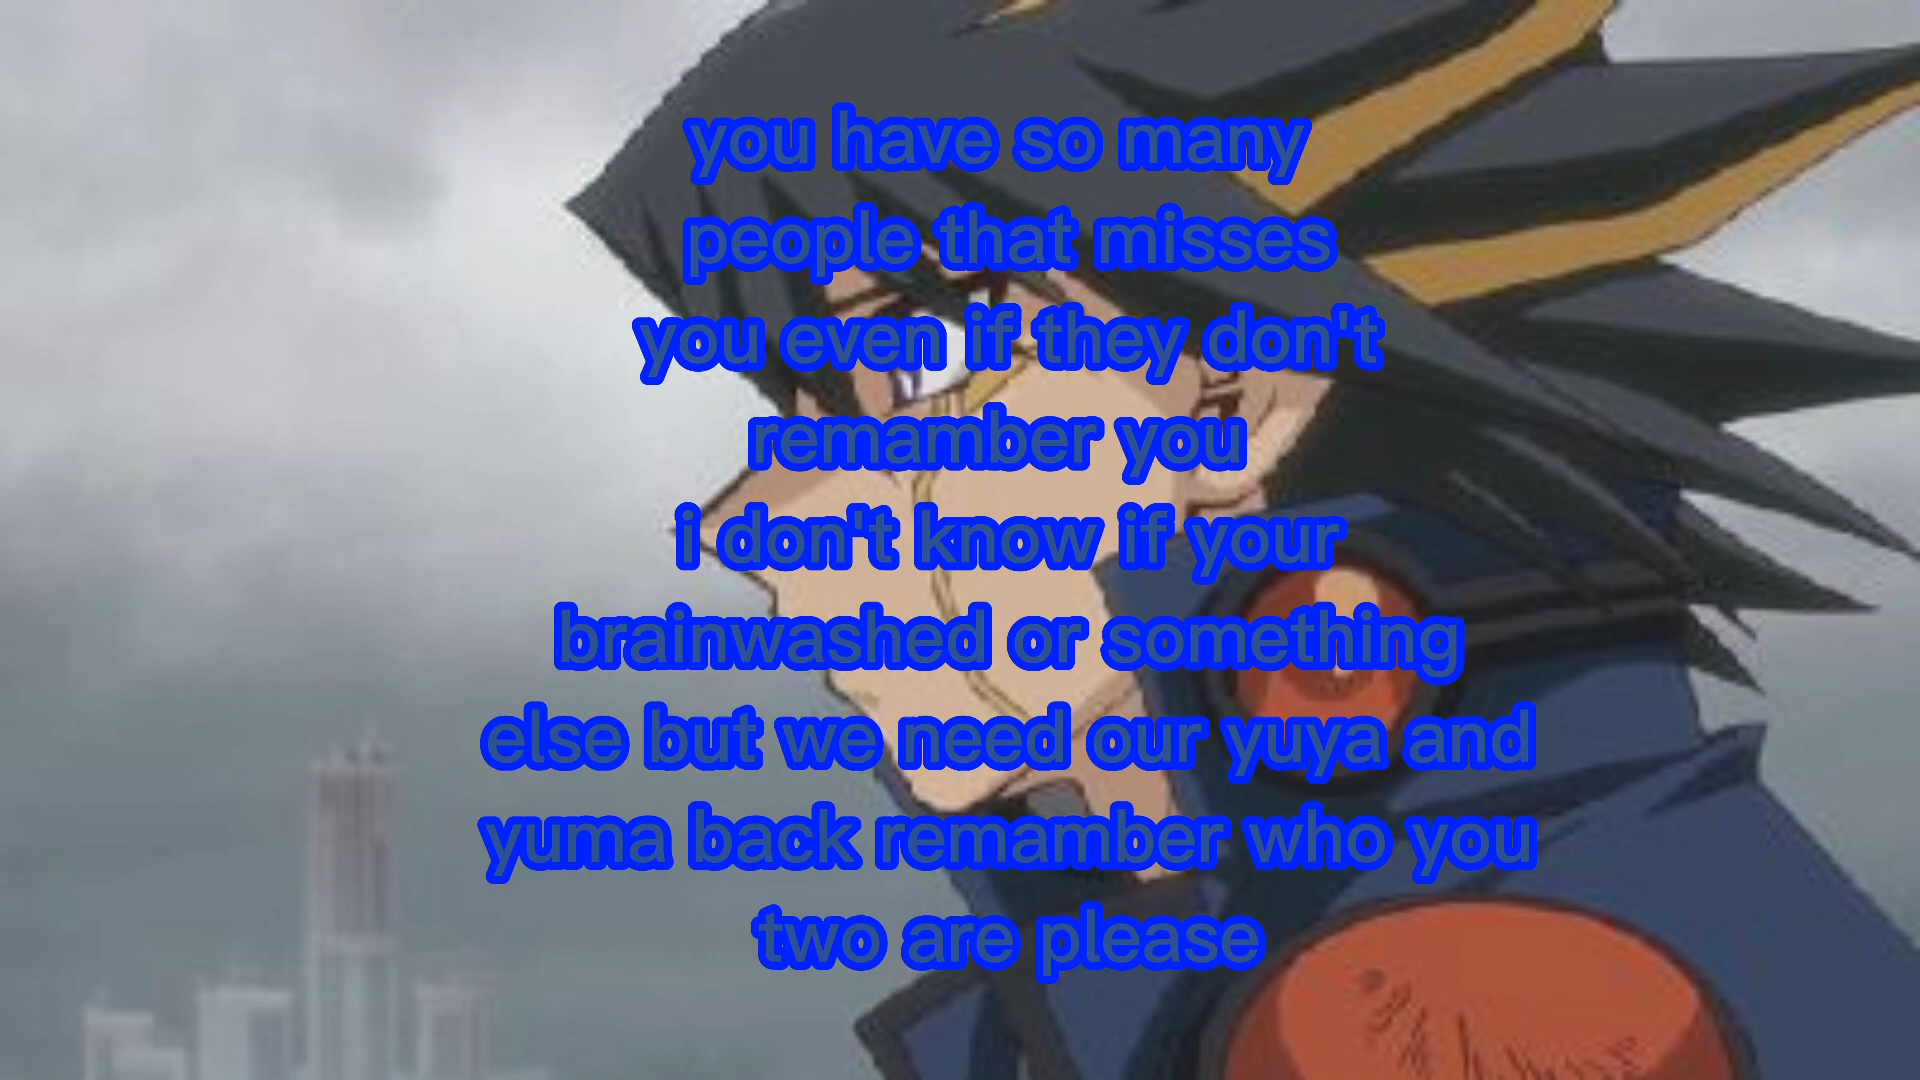 you have so many
people that misses
you even if they don't
remamber you
i don't know if your
brainwashed or something
else but we need our yuya and
yuma back remamber who you
two are please